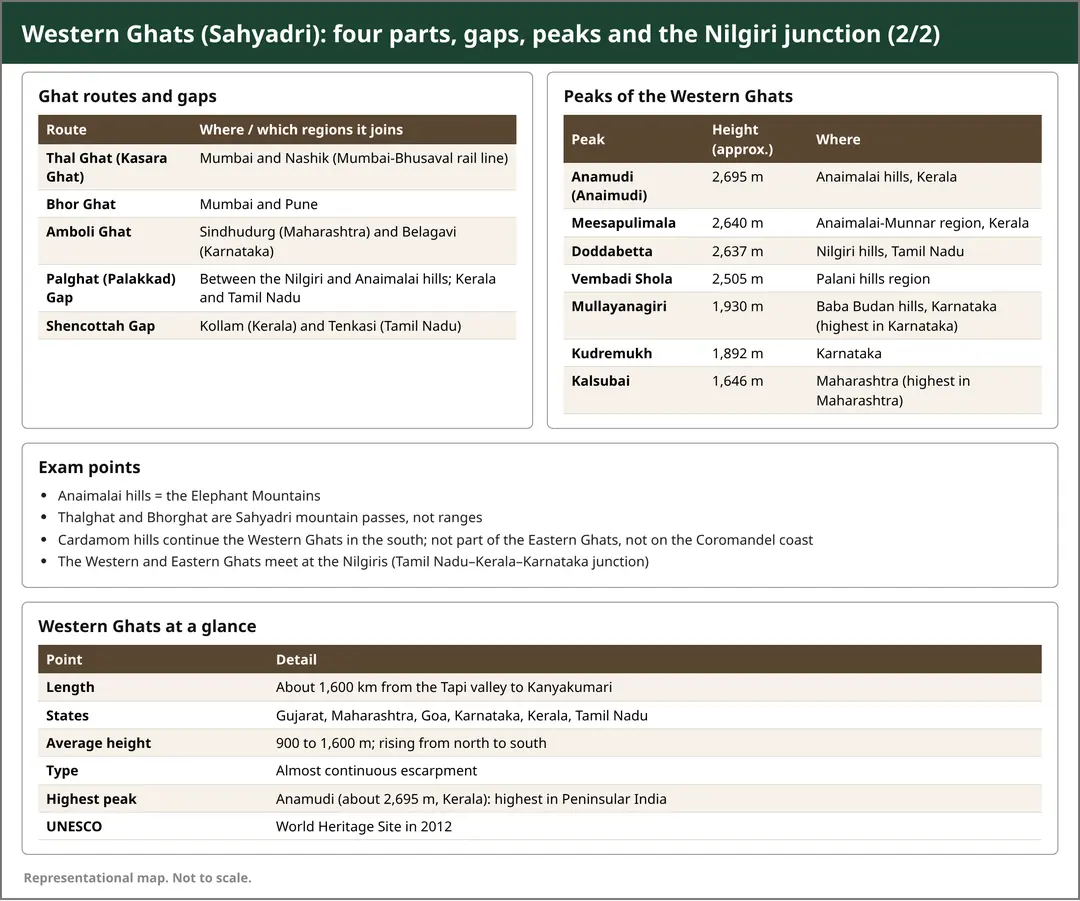 Western Ghats (Sahyadri): four parts, gaps, peaks and the Nilgiri junction (2/2)
Ghat routes and gaps
Route Where / which regions it joins
Thal Ghat (Kasara Mumbai and Nashik (Mumbai-Bhusaval rail line)
Ghat)
Bhor Ghat Mumbai and Pune
Amboli Ghat Sindhudurg (Maharashtra) and Belagavi
(Karnataka)
Palghat (Palakkad) Between the Nilgiri and Anaimalai hills; Kerala
Gap and Tamil Nadu
Shencottah Gap Kollam (Kerala) and Tenkasi (Tamil Nadu)
Peaks of the Western Ghats
Peak Height Where
(approx.)
Anamudi 2,695 m Anaimalai hills, Kerala
(Anaimudi)
Meesapulimala 2,640 m Anaimalai-Munnar region, Kerala
Doddabetta 2,637 m Nilgiri hills, Tamil Nadu
Vembadi Shola 2,505 m Palani hills region
Mullayanagiri 1,930 m Baba Budan hills, Karnataka
(highest in Karnataka)
Kudremukh 1,892 m Karnataka
Kalsubai 1,646 m Maharashtra (highest in
Maharashtra)
Exam points
• Anaimalai hills = the Elephant Mountains
• Thalghat and Bhorghat are Sahyadri mountain passes, not ranges
• Cardamom hills continue the Western Ghats in the south; not part of the Eastern Ghats, not on the Coromandel coast
• The Western and Eastern Ghats meet at the Nilgiris (Tamil Nadu–Kerala–Karnataka junction)
Western Ghats at a glance
Point Detail
Length About 1,600 km from the Tapi valley to Kanyakumari
States Gujarat, Maharashtra, Goa, Karnataka, Kerala, Tamil Nadu
Average height 900 to 1,600 m; rising from north to south
Type Almost continuous escarpment
Highest peak Anamudi (about 2,695 m, Kerala): highest in Peninsular India
UNESCO World Heritage Site in 2012
Representational map. Not to scale.